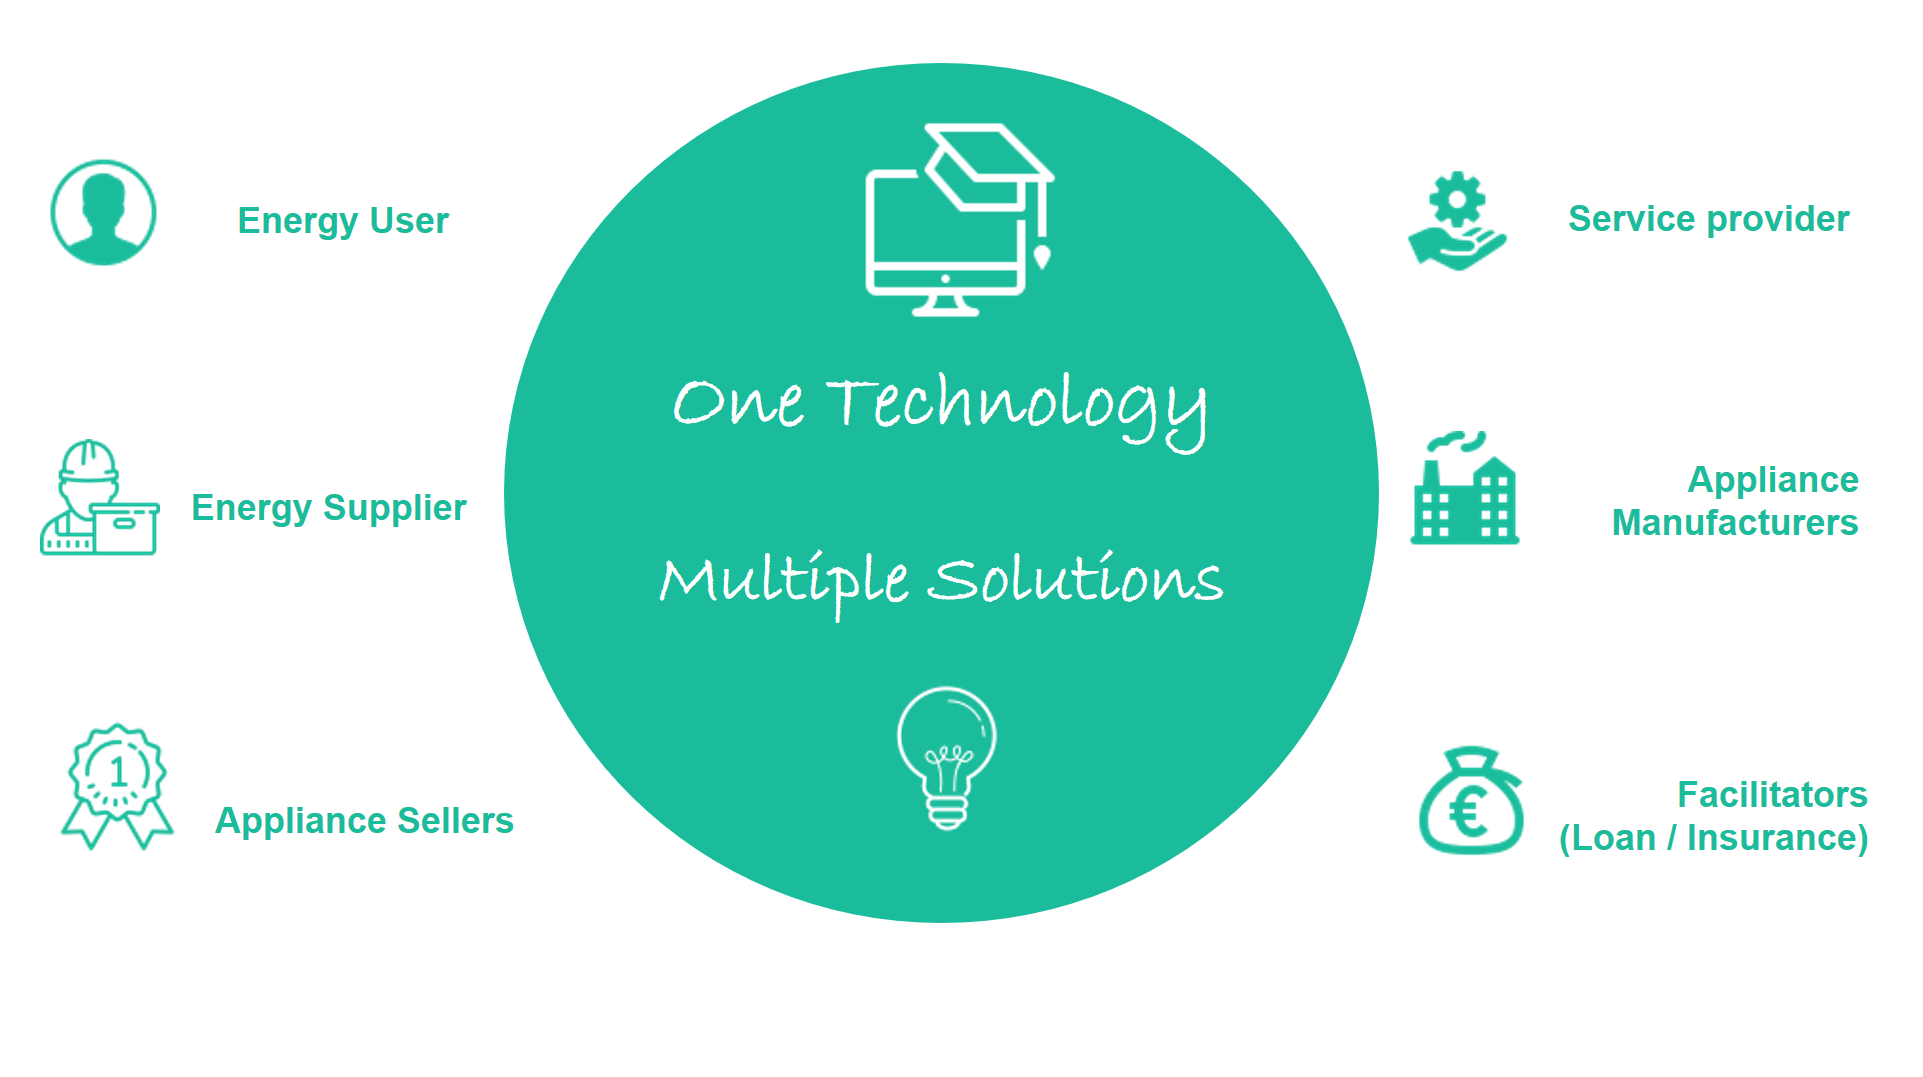 Energy User
Energy Supplier
1
Appliance Sellers
One Technology
Multiple Solutions
Service provider
Appliance
Manufacturers
€
Facilitators
(Loan / Insurance)